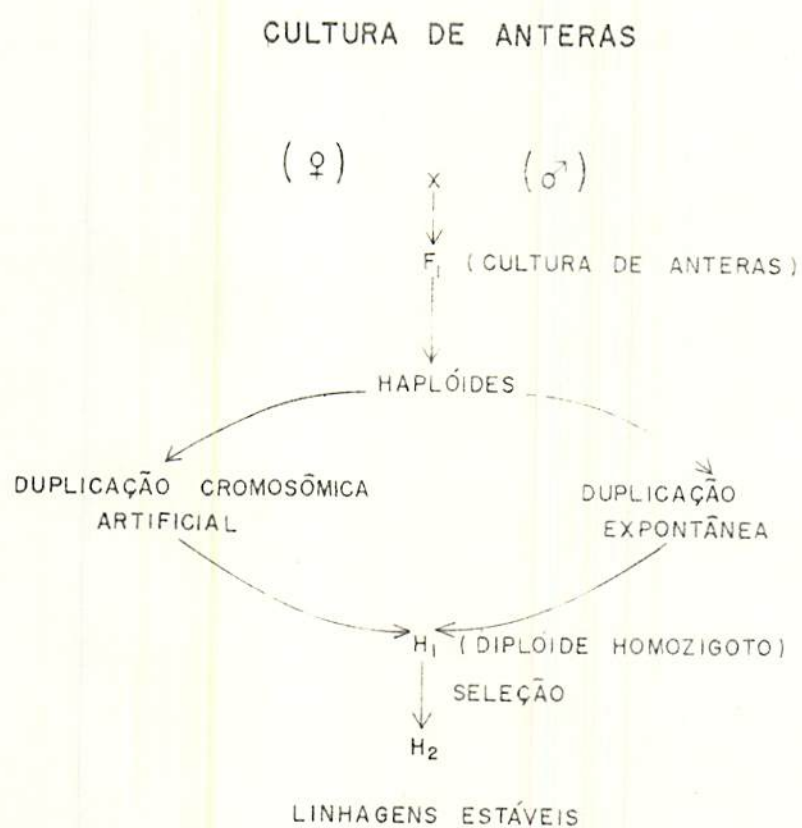 CULTURA DE ANTERAS
(♀) X (♂)
F₁ (CULTURA DE ANTERAS)
HAPLÓIDES
DUPLICAÇÃO CROMOSÔMICA
ARTIFICIAL
DUPLICAÇÃO
EXPONTÂNEA
H₁ (DIPLÓIDE HOMOZIGOTO)
SELEÇÃO
H₂
LINHAGENS ESTÁVEIS